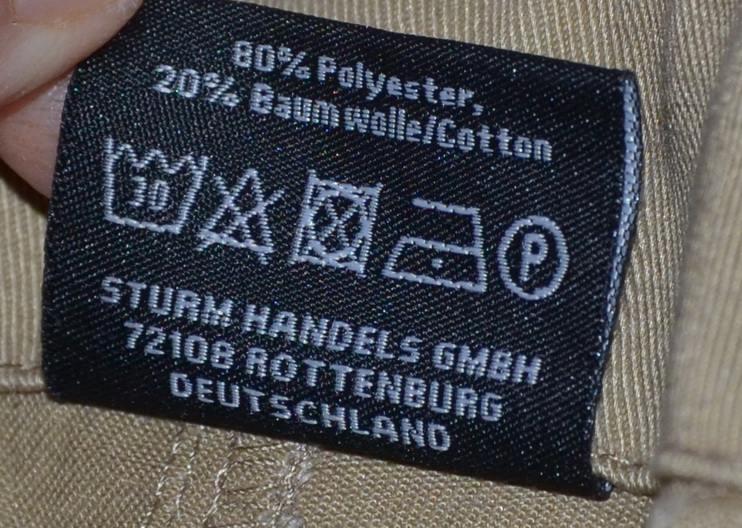 80% Polyester,
20% Baumwolle/Cotton
30 P
STURM HANDELS GMBH
72108 ROTTENBURG
DEUTSCHLAND